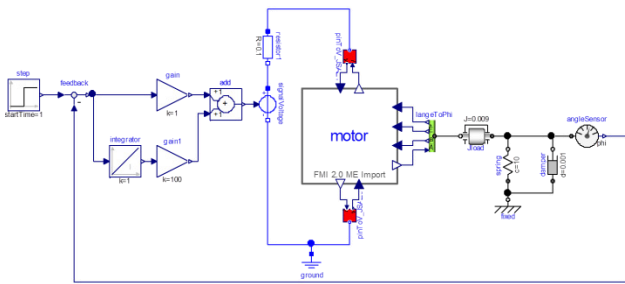 step
startTime=1
feedback
-
gain
k=1
add
+1
+
+1
integrator
k=1
gain1
k=100
resistor1
R=0.1
signalVoltage
ground
motor
FMI 2.0 ME Import
flangeToPhi
J=0.009
Jload
spring
c=10
damper
d=0.001
fixed
angleSensor
phi